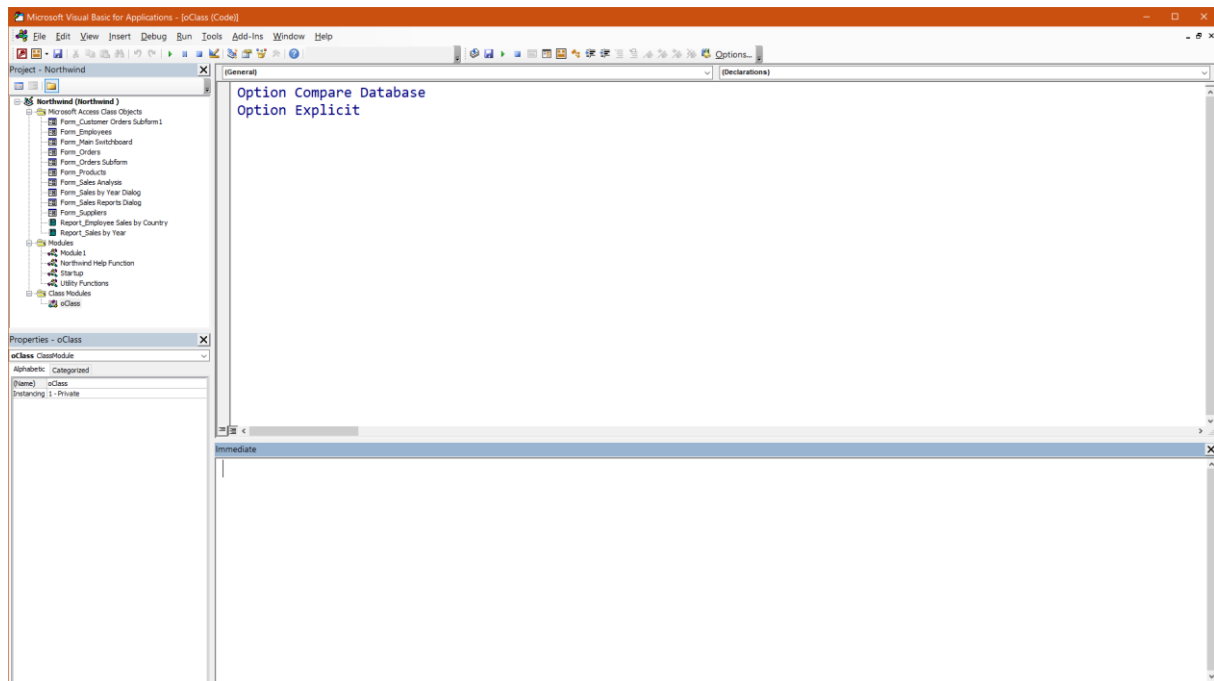 Microsoft Visual Basic for Applications - [oClass (Code)]
File Edit View Insert Debug Run Tools Add-Ins Window Help
Options...
Project - Northwind
(General) (Declarations)
Northwind (Northwind )
Microsoft Access Class Objects
Form_Customer Orders Subform1
Form_Employees
Form_Main Switchboard
Form_Orders
Form_Orders Subform
Form_Products
Form_Sales Analysis
Form_Sales by Year Dialog
Form_Sales Reports Dialog
Form_Suppliers
Report_Employee Sales by Country
Report_Sales by Year
Modules
Module1
Northwind Help Function
Startup
Utility Functions
Class Modules
oClass
Option Compare Database
Option Explicit
Properties - oClass
oClass ClassModule
Alphabetic Categorized
(Name) oClass
Instancing 1 - Private
Immediate